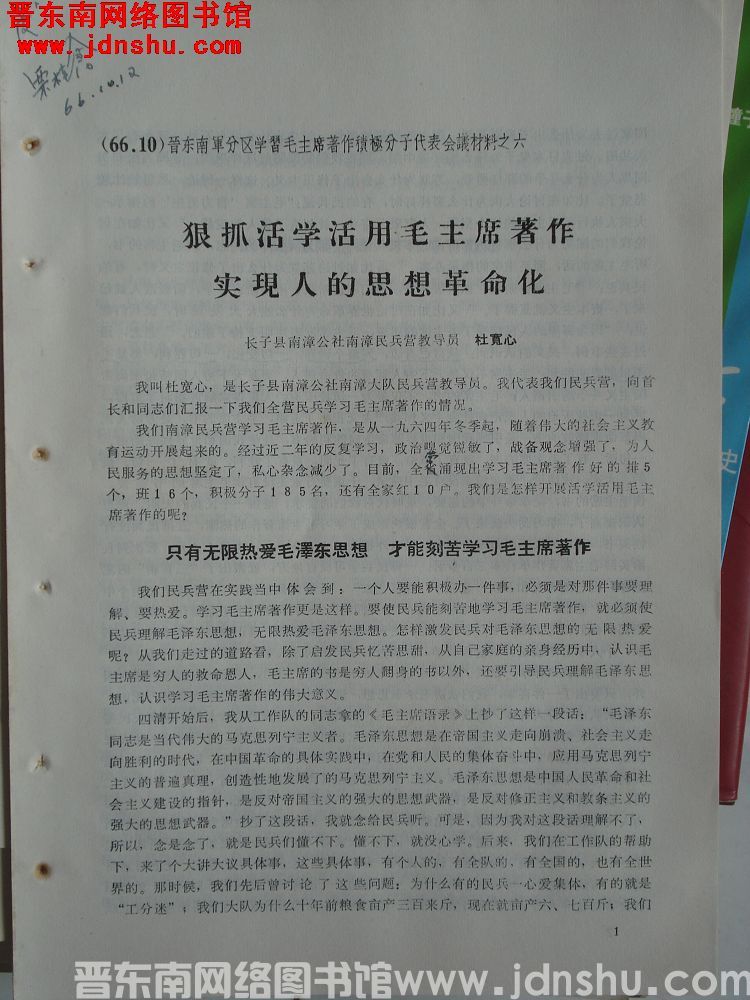 晋东南网络图书馆
www.jdnshu.com
66.10.12
(66.10)晉东南軍分区学習毛主席著作積極分子代表会議材料之六
狠抓活学活用毛主席著作
实現人的思想革命化
长子县南漳公社南漳民兵营教导员 杜寬心
我叫杜宽心，是长子县南漳公社南漳大队民兵营教导员。我代表我们民兵营，向首
长和同志们汇报一下我们全营民兵学习毛主席著作的情况。
我们南漳民兵营学习毛主席著作，是从一九六四年冬季起，随着伟大的社会主义教
育运动开展起来的。经过近二年的反复学习，政治嗅觉锐敏了，战备观念增强了，为人
民服务的思想坚定了，私心杂念减少了。目前，全营涌现出学习毛主席著作好的排5
个，班16个，积极分子185名，还有全家红10户。我们是怎样开展活学活用毛主
席著作的呢？
只有无限热爱毛澤东思想 才能刻苦学习毛主席著作
我们民兵营在实践当中体会到：一个人要能积极办一件事，必须是对那件事要理
解、要热爱。学习毛主席著作更是这样。要使民兵能刻苦地学习毛主席著作，就必须使
民兵理解毛泽东思想，无限热爱毛泽东思想。怎样激发民兵对毛泽东思想的无限热爱
呢？从我们走过的道路看，除了启发民兵忆苦思甜，从自己家庭的亲身经历中，认识毛
主席是穷人的救命恩人，毛主席的书是穷人翻身的书以外，还要引导民兵理解毛泽东思
想，认识学习毛主席著作的伟大意义。
四清开始后，我从工作队的同志拿的《毛主席语录》上抄了这样一段话：“毛泽东
同志是当代伟大的马克思列宁主义者。毛泽东思想是在帝国主义走向崩溃、社会主义走
向胜利的时代，在中国革命的具体实践中，在党和人民的集体奋斗中，应用马克思列宁
主义的普遍真理，创造性地发展了的马克思列宁主义。毛泽东思想是中国人民革命和社
会主义建设的指针，是反对帝国主义的强大的思想武器，是反对修正主义和教条主义的
强大的思想武器。”抄了这段话，我就念给民兵听。可是，因为我对这段话理解不了，
所以，念是念了，就是民兵们懂不下。懂不下，就没心学。后来，我们在工作队的帮助
下，来了个大讲大议具体事，这些具体事，有个人的，有全队的，有全国的，也有全世
界的。那时候，我们先后曾讨论了这些问题：为什么有的民兵一心爱集体，有的就是
“工分迷”；我们大队为什么十年前粮食亩产三百来斤，现在就亩产六、七百斤；我们
1
史
晋东南网络图书馆www.jdnshu.com